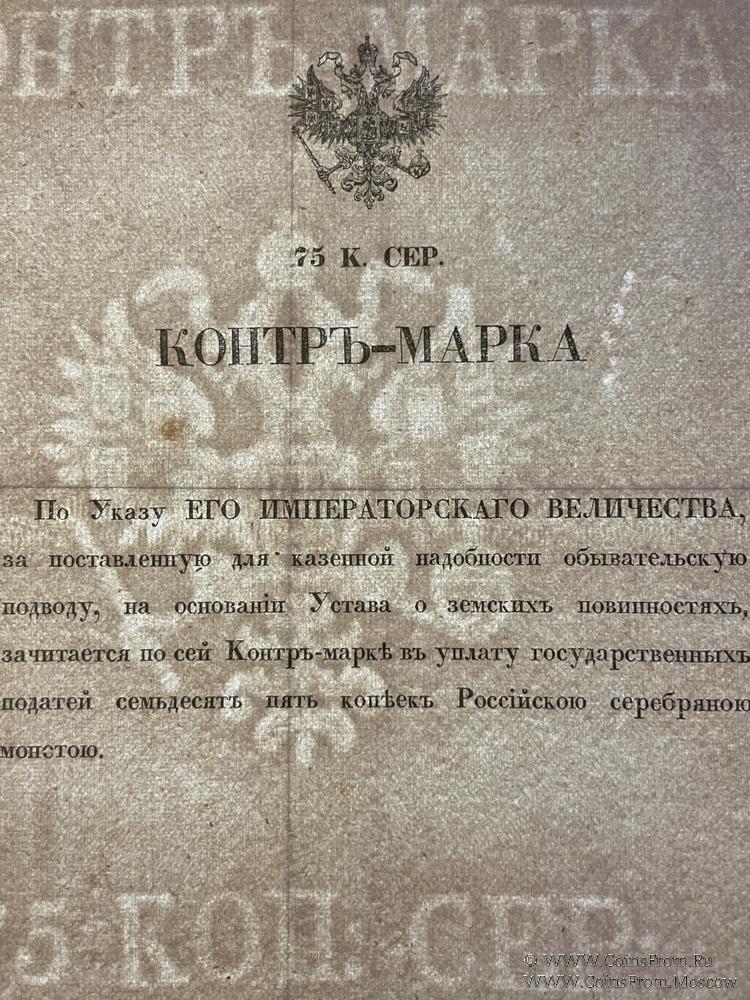 КОНТРЪ-МАРКА
75 К. СЕР.
КОНТРЪ-МАРКА
По Указу ЕГО ИМПЕРАТОРСКАГО ВЕЛИЧЕСТВА,
за поставленную для казенной надобности обывательскую
подводу, на основаніи Устава о земскихъ повинностяхъ,
зачитается по сей Контръ-маркѣ въ уплату государственныхъ
податей семьдесятъ пять копѣекъ Россійскою серебряною
монетою.
75 КОП. СЕР.
© WWW.CoinsFrom.Ru
WWW.CoinsFrom.Moscow